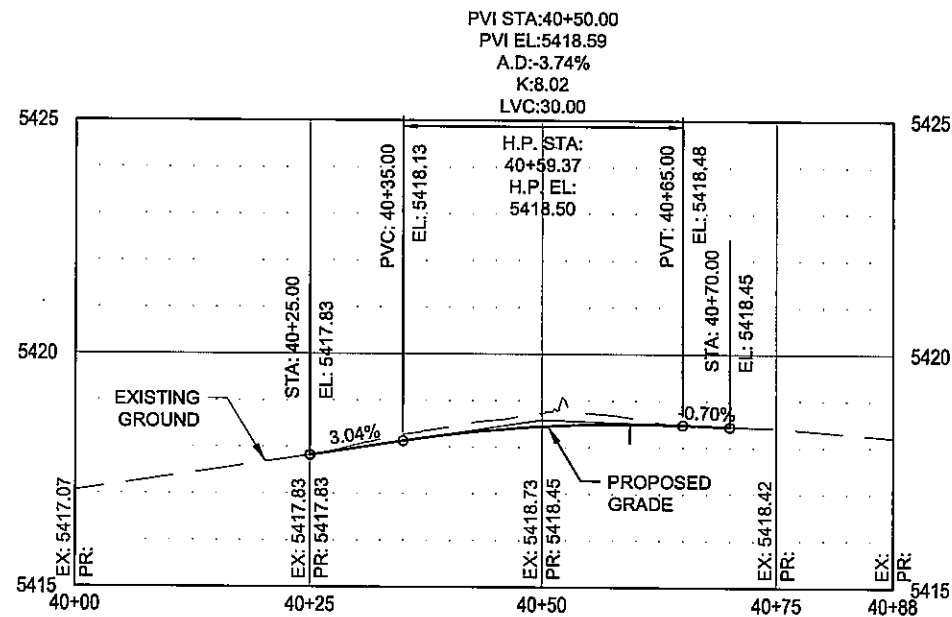 PVI STA:40+50.00
PVI EL:5418.59
A.D:-3.74%
K:8.02
LVC:30.00
5425
5425
H.P. STA:
40+59.37
H.P. EL:
5418.50
PVC: 40+35.00
EL: 5418.13
PVT: 40+65.00
EL: 5418.48
STA: 40+25.00
EL: 5417.83
STA: 40+70.00
EL: 5418.45
5420
5420
EXISTING
GROUND
3.04%
-0.70%
PROPOSED
GRADE
EX: 5417.07
PR:
EX: 5417.83
PR: 5417.83
EX: 5418.73
PR: 5418.45
EX: 5418.42
PR:
EX:
PR:
5415
5415
40+00
40+25
40+50
40+75
40+88